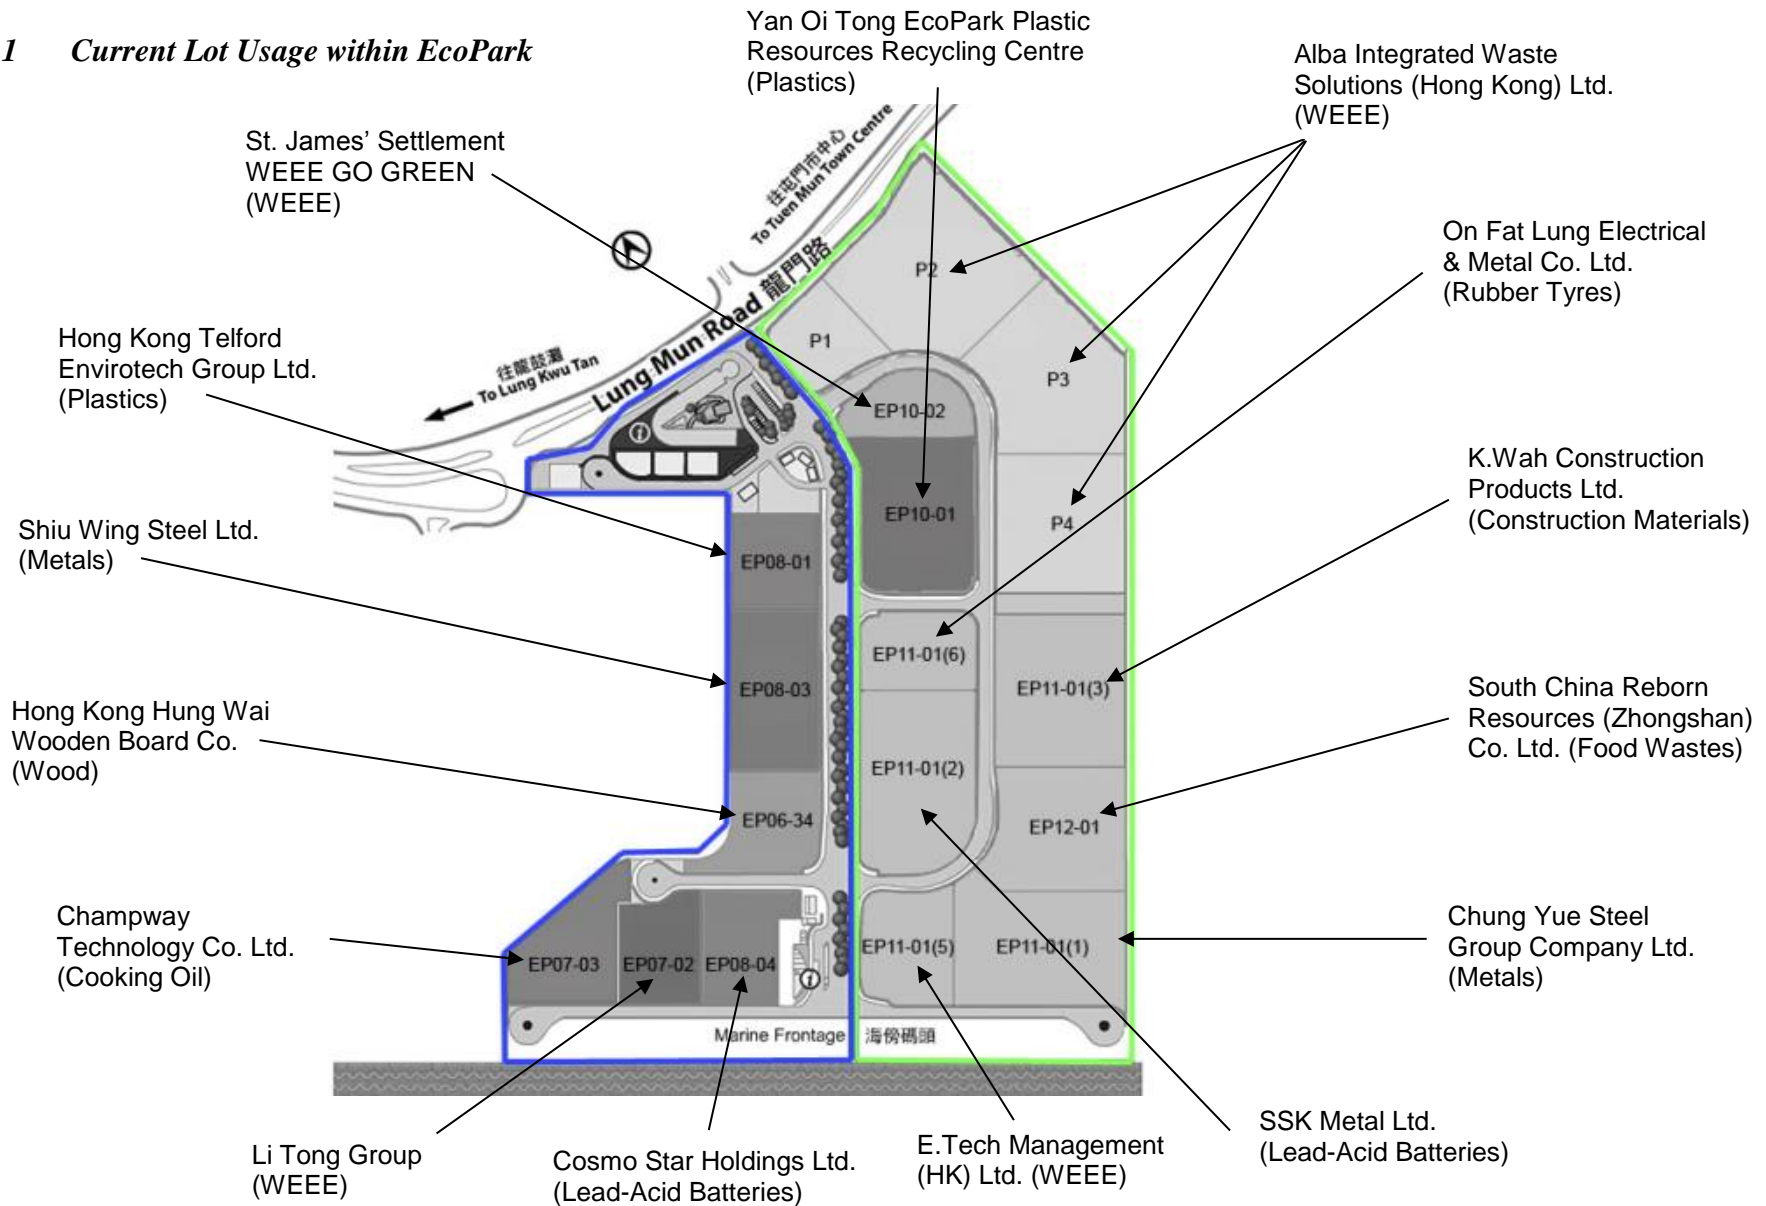 1 Current Lot Usage within EcoPark
Yan Oi Tong EcoPark Plastic
Resources Recycling Centre
(Plastics)
Alba Integrated Waste
Solutions (Hong Kong) Ltd.
(WEEE)
St. James’ Settlement
WEEE GO GREEN
(WEEE)
On Fat Lung Electrical
& Metal Co. Ltd.
(Rubber Tyres)
Hong Kong Telford
Envirotech Group Ltd.
(Plastics)
K.Wah Construction
Products Ltd.
(Construction Materials)
Shiu Wing Steel Ltd.
(Metals)
South China Reborn
Resources (Zhongshan)
Co. Ltd. (Food Wastes)
Hong Kong Hung Wai
Wooden Board Co.
(Wood)
Champway
Technology Co. Ltd.
(Cooking Oil)
Chung Yue Steel
Group Company Ltd.
(Metals)
Li Tong Group
(WEEE)
Cosmo Star Holdings Ltd.
(Lead-Acid Batteries)
E.Tech Management
(HK) Ltd. (WEEE)
SSK Metal Ltd.
(Lead-Acid Batteries)
往屯門市中心
To Tuen Mun Town Centre
Lung Mun Road 龍門路
往龍鼓灘
To Lung Kwu Tan
P2
P1
P3
P4
EP10-02
EP10-01
EP08-01
EP11-01(6)
EP08-03
EP11-01(3)
EP11-01(2)
EP06-34
EP12-01
EP07-03
EP07-02
EP08-04
EP11-01(5)
EP11-01(1)
i
i
Marine Frontage 海傍碼頭